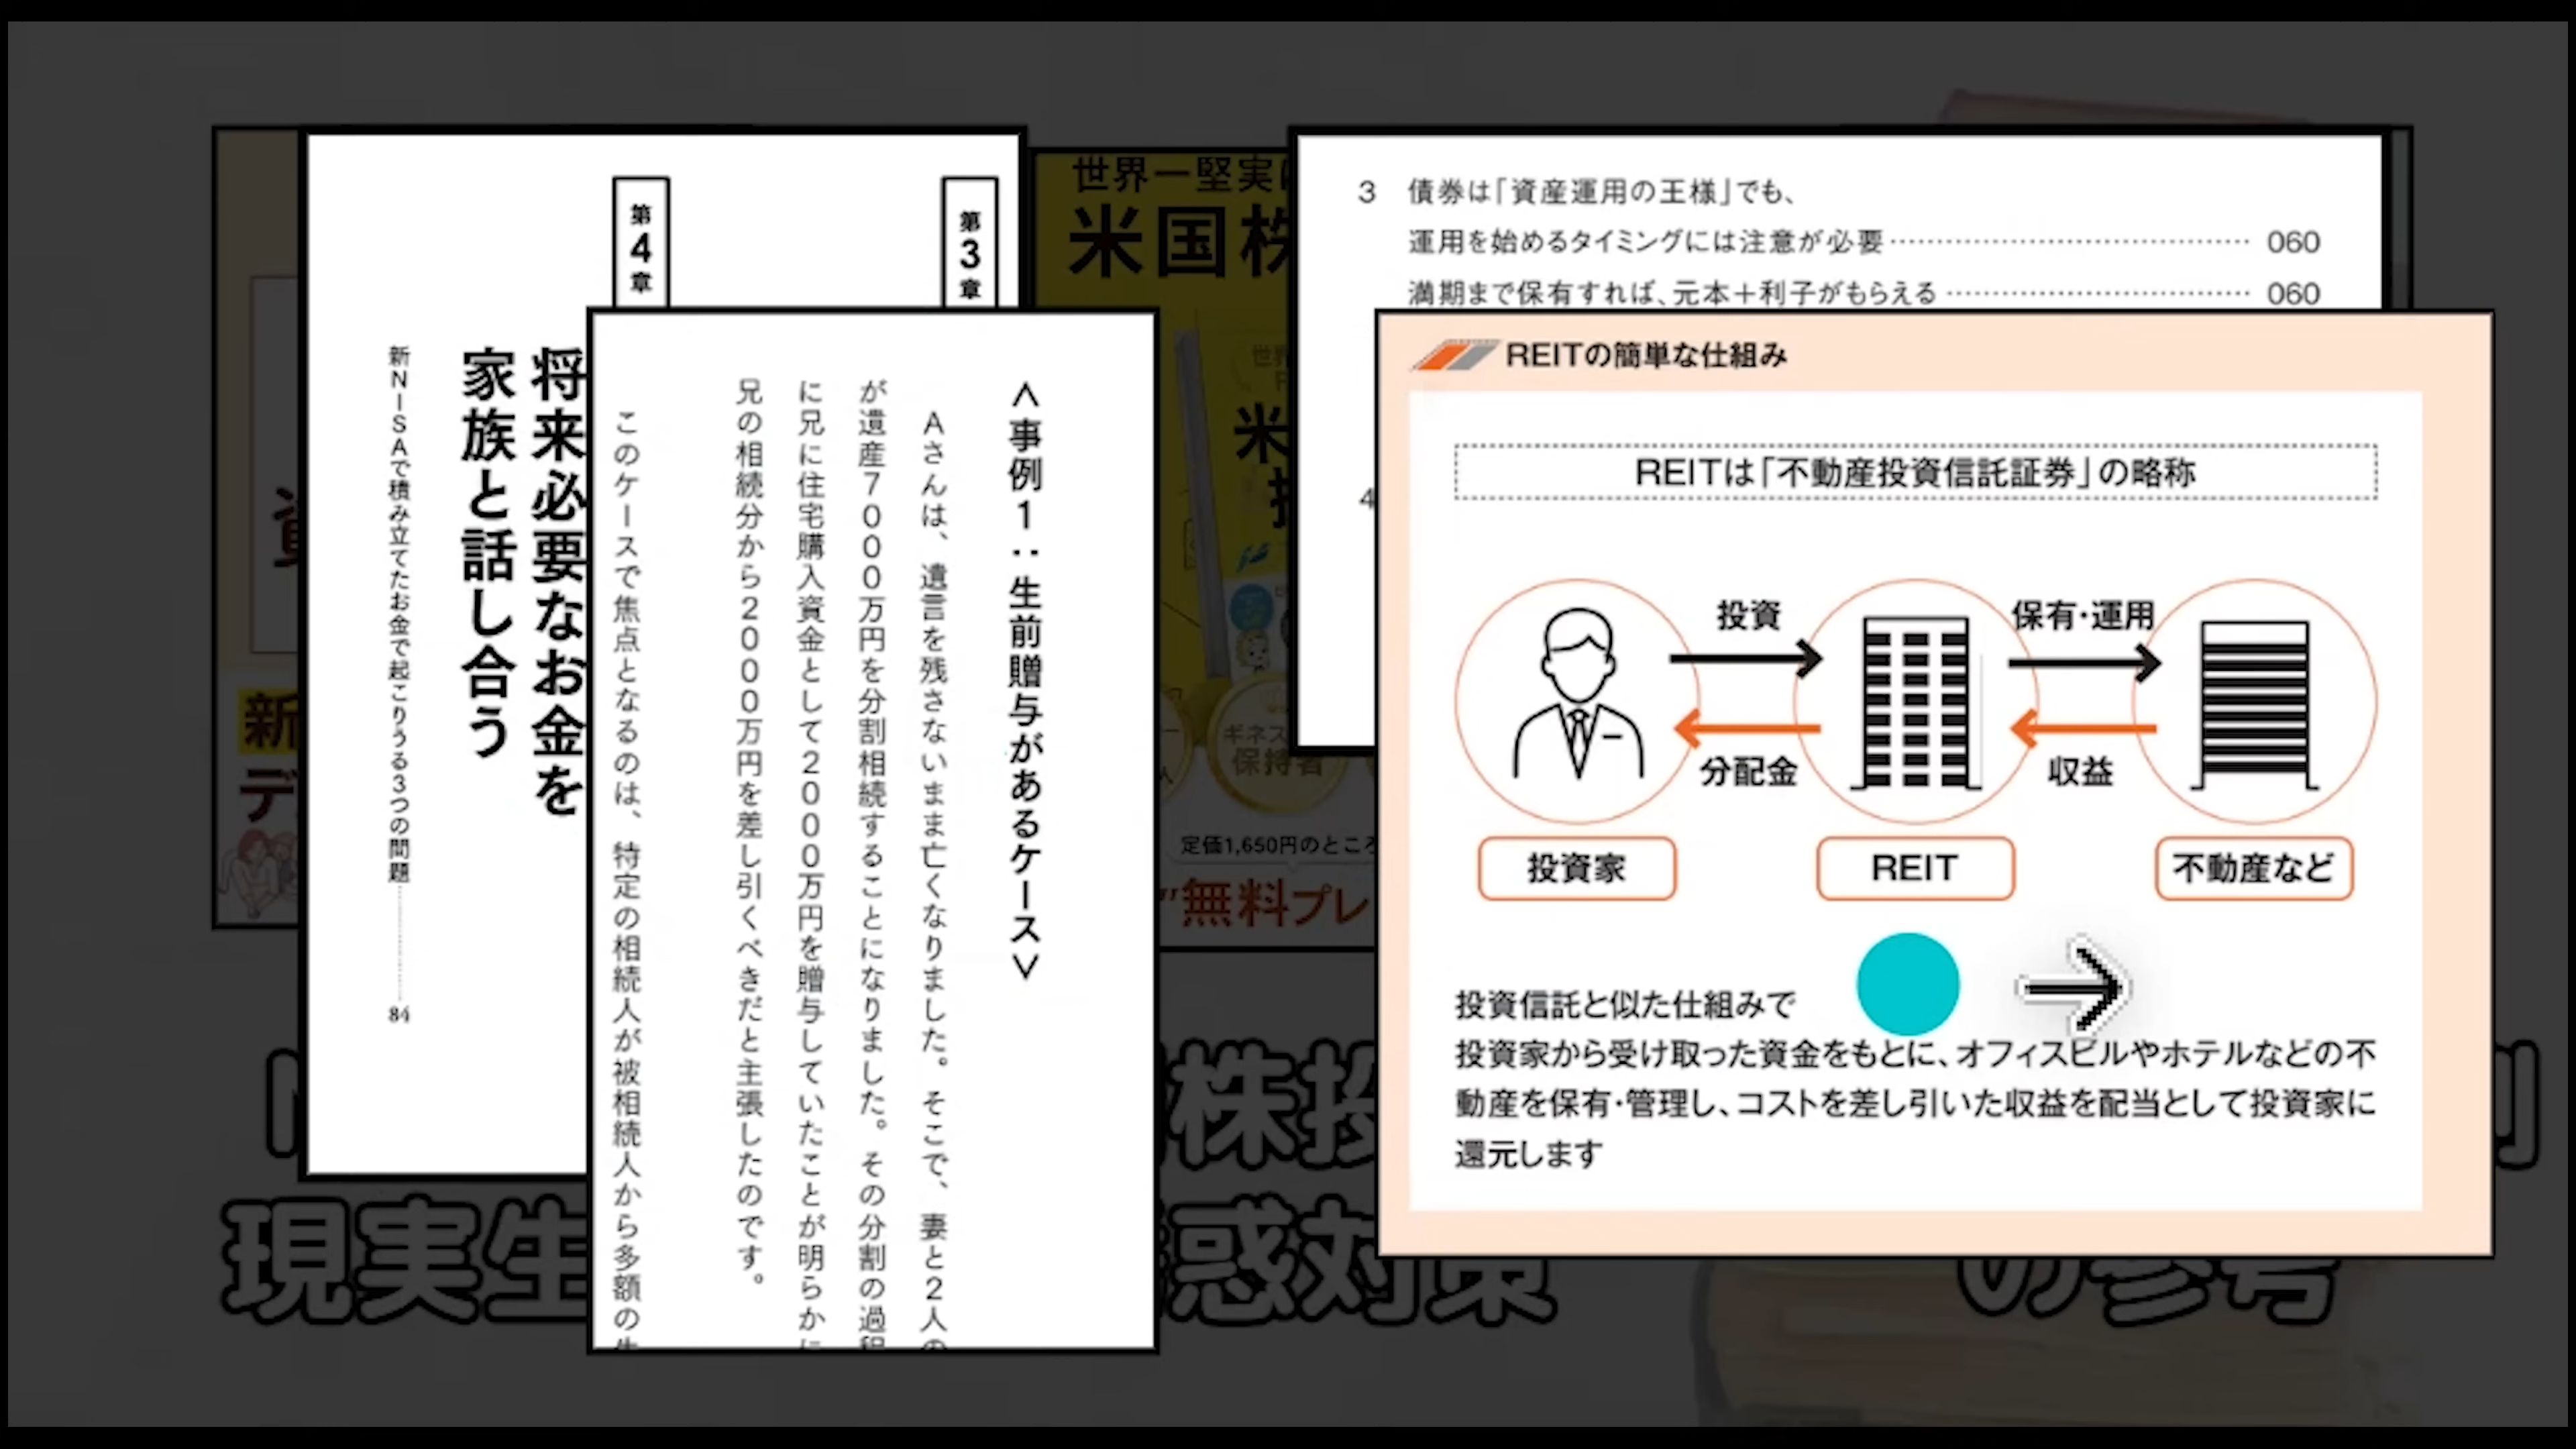 第3章
第4章
将来必要なお金を
家族と話し合う
新NISAで積み立てたお金で起こりうる3つの問題 84
<事例1：生前贈与があるケース>
Aさんは、遺言を残さないまま亡くなりました。そこで、妻と2人の
が遺産7000万円を分割相続することになりました。その分割の過程
に兄に住宅購入資金として2000万円を贈与していたことが明らかに
兄の相続分から2000万円を差し引くべきだと主張したのです。
このケースで焦点となるのは、特定の相続人が被相続人から多額の生
世界一堅実に
米国株
ギネス
保持者
定価1,650円のところ
"無料プレ
新
デ
3 債券は「資産運用の王様」でも、
運用を始めるタイミングには注意が必要 060
満期まで保有すれば、元本＋利子がもらえる 060
4
REITの簡単な仕組み
REITは「不動産投資信託証券」の略称
投資
保有・運用
分配金
収益
投資家
REIT
不動産など
投資信託と似た仕組みで
投資家から受け取った資金をもとに、オフィスビルやホテルなどの不
動産を保有・管理し、コストを差し引いた収益を配当として投資家に
還元します
株投
現実生
惑対策
の参考